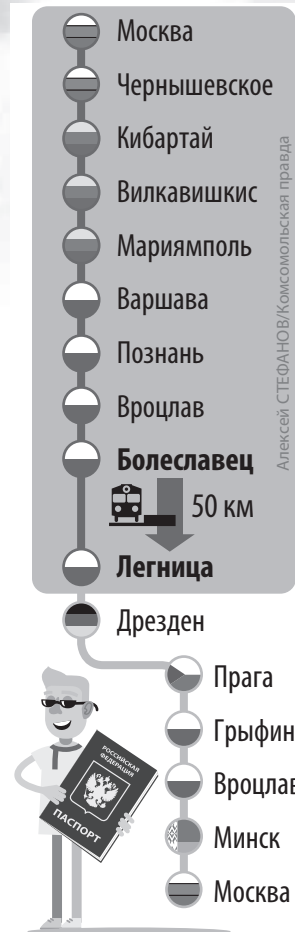 Москва
Чернышевское
Кибартай
Вилкавишкис
Мариямполь
Варшава
Познань
Вроцлав
Болеславец
50 км
Легница
Дрезден
Прага
Грыфин
Вроцлав
Минск
Москва
РОССИЙСКАЯ
ФЕДЕРАЦИЯ
ПАСПОРТ
Алексей СТЕФАНОВ/Комсомольская правда